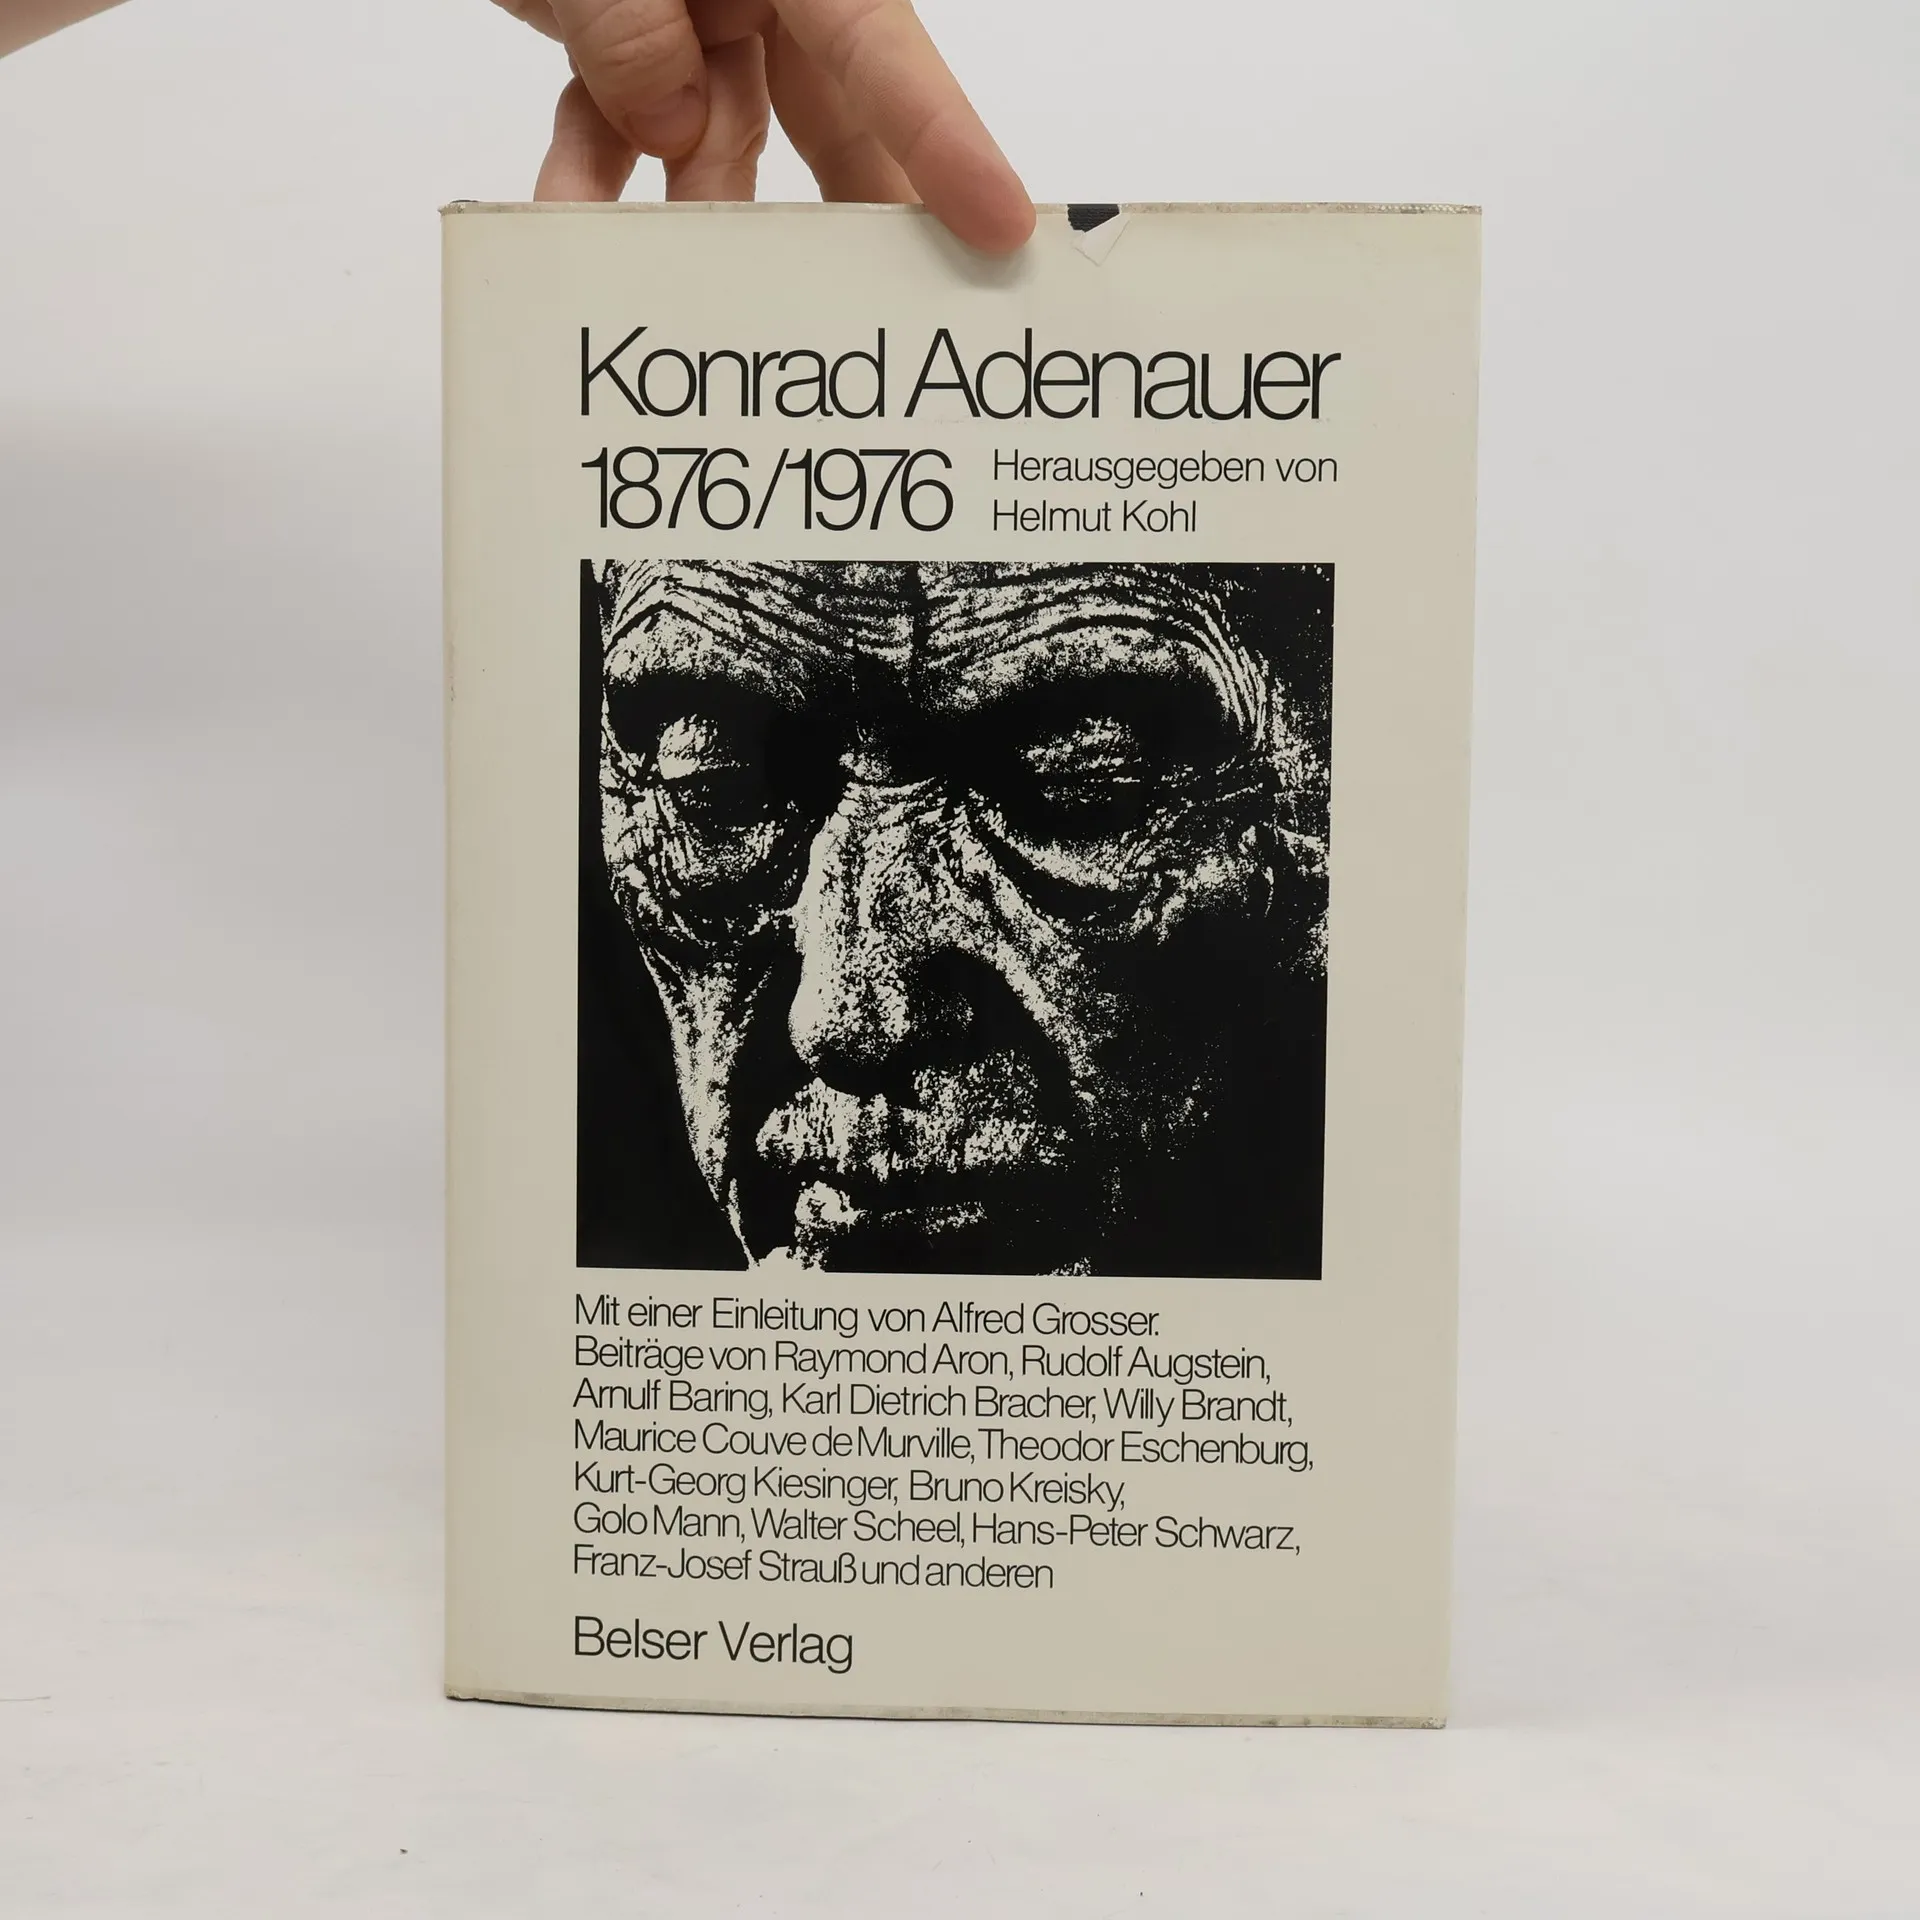 Konrad Adenauer
1876/1976
Herausgegeben von
Helmut Kohl
Mit einer Einleitung von Alfred Grosser.
Beiträge von Raymond Aron, Rudolf Augstein,
Arnulf Baring, Karl Dietrich Bracher, Willy Brandt,
Maurice Couve de Murville, Theodor Eschenburg,
Kurt-Georg Kiesinger, Bruno Kreisky,
Golo Mann, Walter Scheel, Hans-Peter Schwarz,
Franz-Josef Strauß und anderen
Belser Verlag